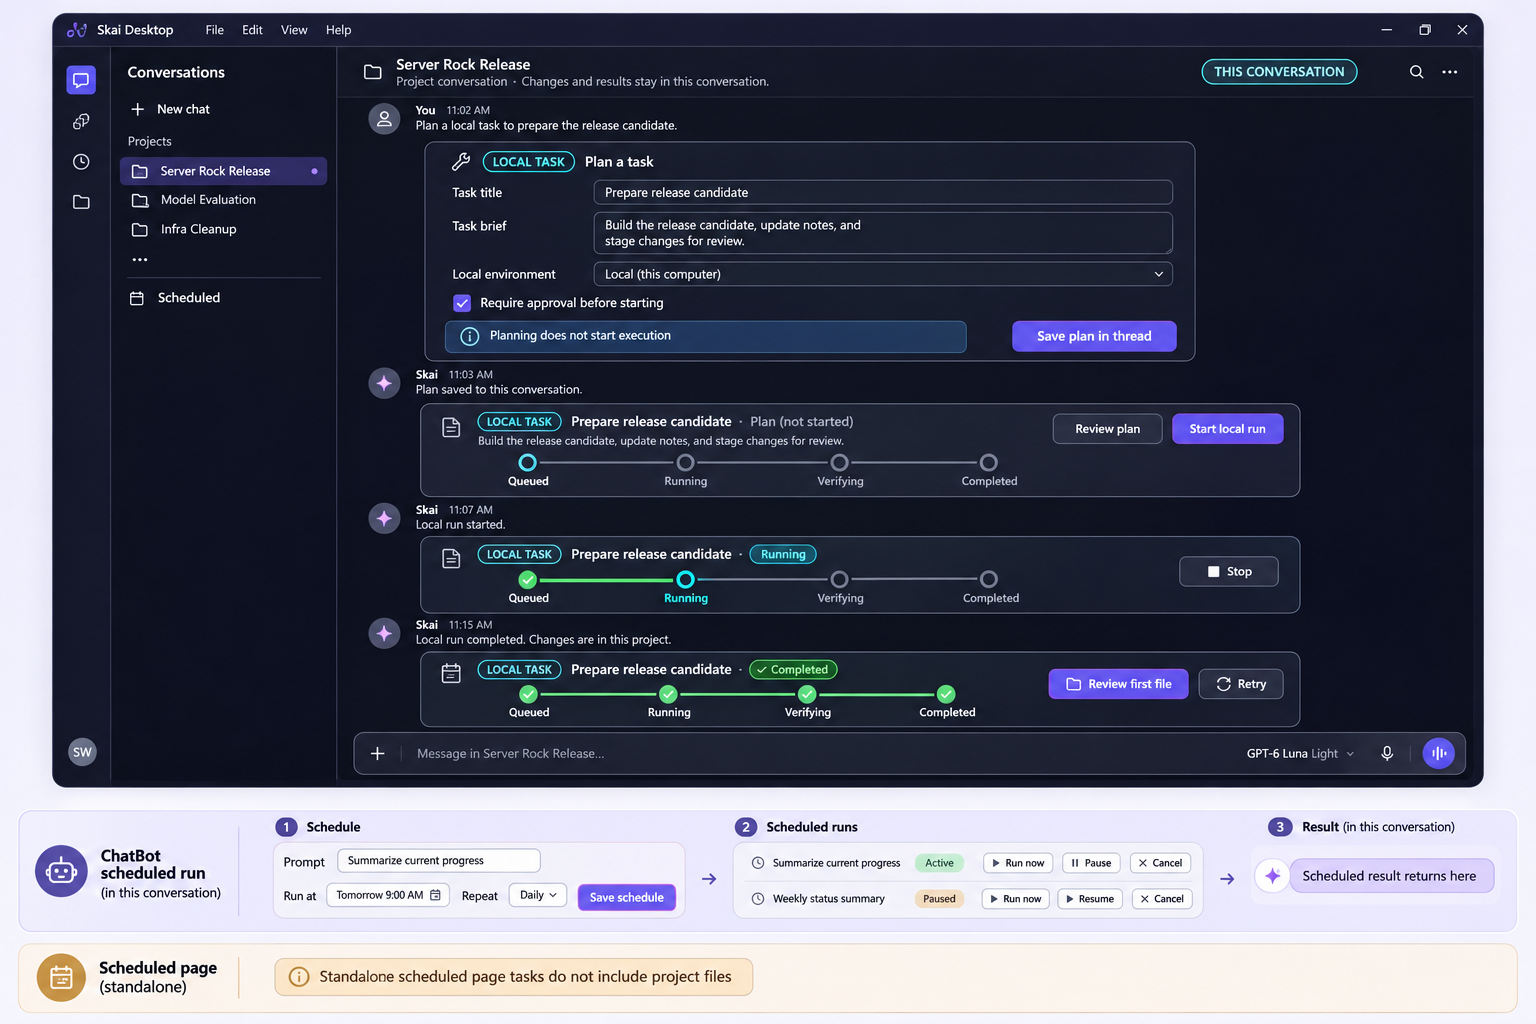 Skai Desktop File Edit View Help
Conversations
New chat
Projects
Server Rock Release
Model Evaluation
Infra Cleanup
Scheduled
SW
Server Rock Release
Project conversation · Changes and results stay in this conversation.
THIS CONVERSATION
You 11:02 AM
Plan a local task to prepare the release candidate.
LOCAL TASK Plan a task
Task title Prepare release candidate
Task brief Build the release candidate, update notes, and
stage changes for review.
Local environment Local (this computer)
Require approval before starting
Planning does not start execution
Save plan in thread
Skai 11:03 AM
Plan saved to this conversation.
LOCAL TASK Prepare release candidate · Plan (not started)
Build the release candidate, update notes, and stage changes for review.
Review plan Start local run
Queued Running Verifying Completed
Skai 11:07 AM
Local run started.
LOCAL TASK Prepare release candidate · Running
Stop
Queued Running Verifying Completed
Skai 11:15 AM
Local run completed. Changes are in this project.
LOCAL TASK Prepare release candidate · Completed
Review first file Retry
Queued Running Verifying Completed
Message in Server Rock Release...
GPT-6 Luna Light
ChatBot
scheduled run
(in this conversation)
1 Schedule
Prompt Summarize current progress
Run at Tomorrow 9:00 AM Repeat Daily Save schedule
2 Scheduled runs
Summarize current progress Active Run now Pause Cancel
Weekly status summary Paused Run now Resume Cancel
3 Result (in this conversation)
Scheduled result returns here
Scheduled page
(standalone)
Standalone scheduled page tasks do not include project files